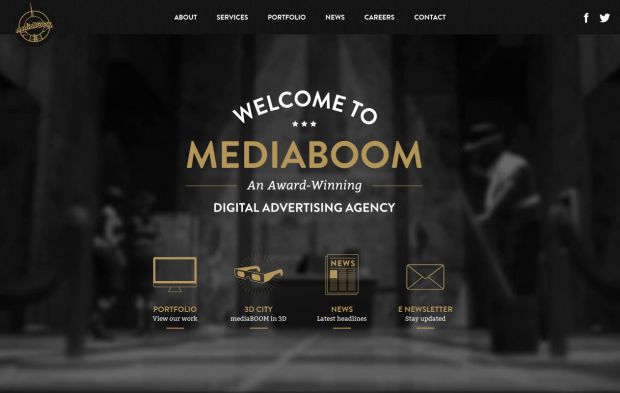 mediaBOOM
ABOUT SERVICES PORTFOLIO NEWS CAREERS CONTACT
WELCOME TO
MEDIABOOM
An Award-Winning
DIGITAL ADVERTISING AGENCY
NEWS
PORTFOLIO 3D CITY NEWS E NEWSLETTER
View our work mediaBOOM in 3D Latest headlines Stay updated